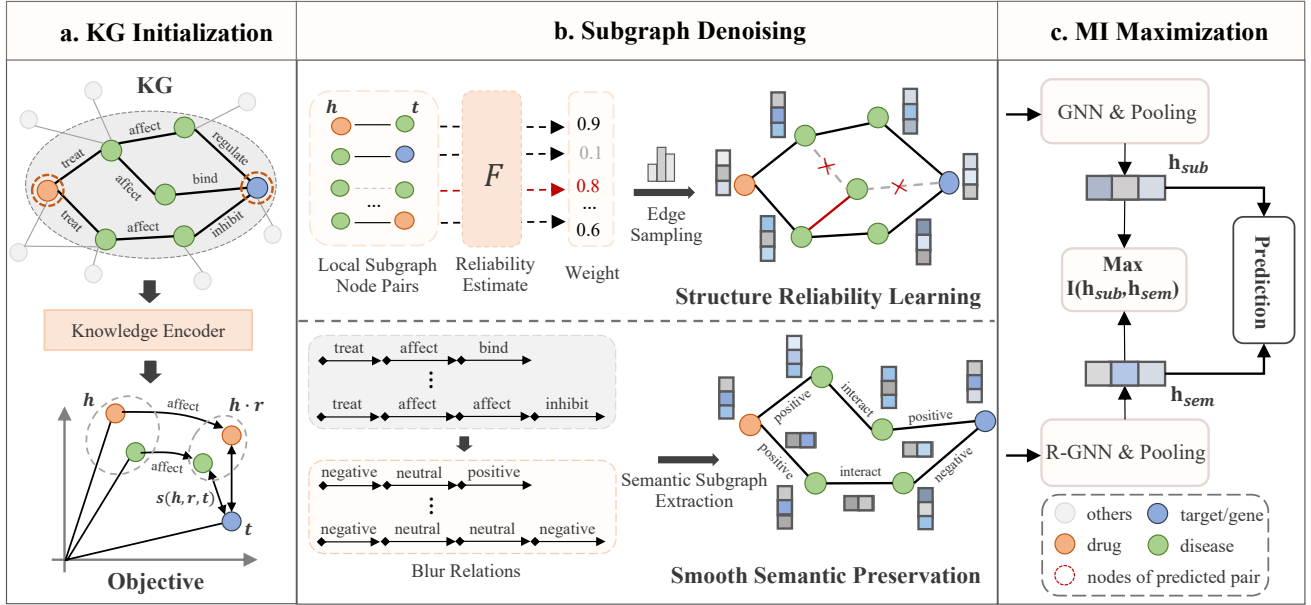 a. KG Initialization
KG
affect
regulate
treat
affect
bind
treat
affect
inhibit
Knowledge Encoder
h
affect
h · r
affect
s(h, r, t)
t
Objective
b. Subgraph Denoising
h
t
F
0.9
0.1
0.8
...
...
0.6
Edge
Sampling
Local Subgraph
Node Pairs
Reliability
Estimate
Weight
Structure Reliability Learning
treat affect bind
⋮
treat affect affect inhibit
negative neutral positive
⋮
negative neutral neutral negative
Blur Relations
Semantic Subgraph
Extraction
positive
interact
positive
positive
interact
negative
Smooth Semantic Preservation
c. MI Maximization
GNN & Pooling
h_sub
Max
I(h_sub,h_sem)
Prediction
h_sem
R-GNN & Pooling
others
target/gene
drug
disease
nodes of predicted pair